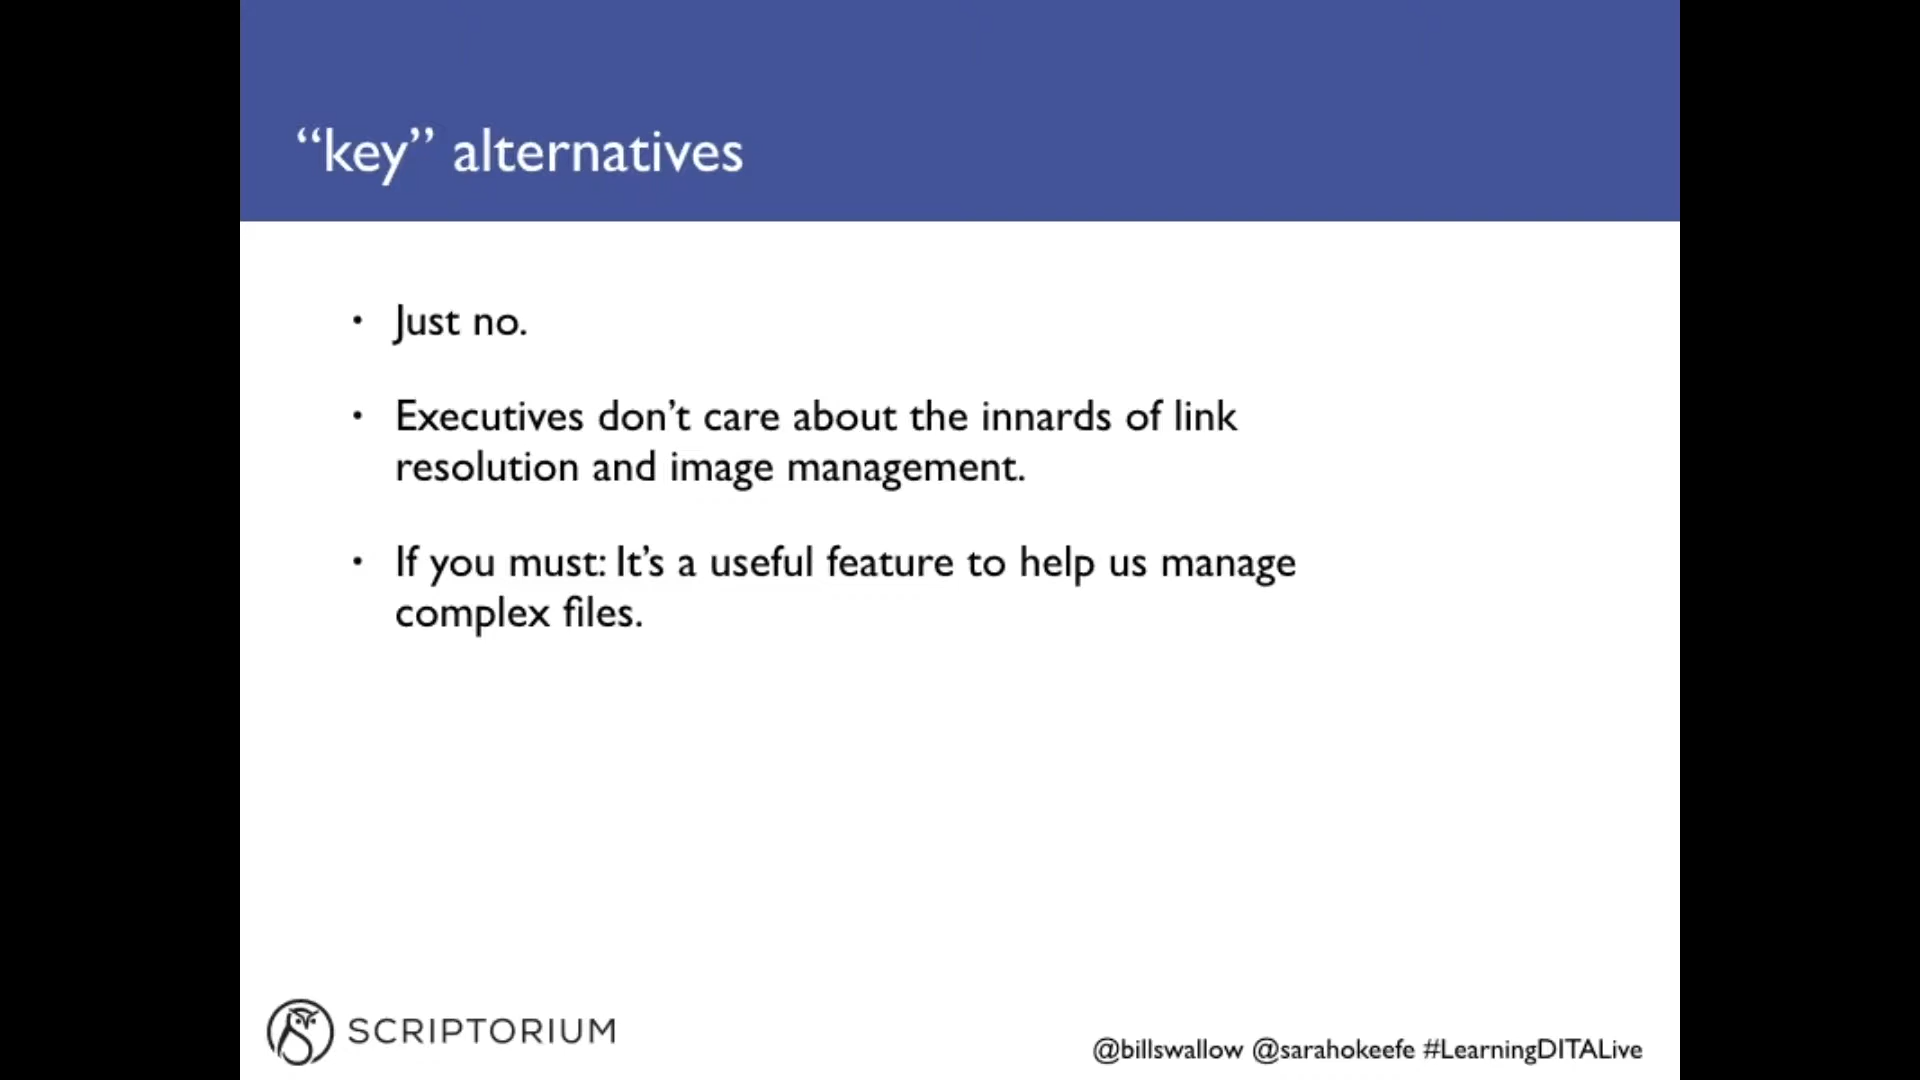 “key” alternatives
• Just no.
• Executives don’t care about the innards of link
resolution and image management.
• If you must: It’s a useful feature to help us manage
complex files.
SCRIPTORIUM
@billswallow @sarahokeefe #LearningDITALive